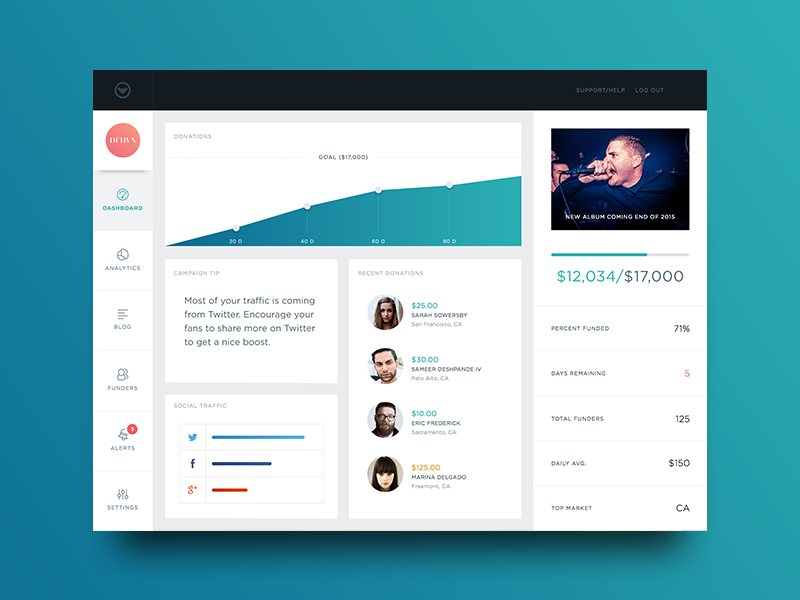 SUPPORT/HELP LOG OUT
DONATIONS
GOAL ($17,000)
20 D 40 D 60 D 80 D
DASHBOARD
ANALYTICS
BLOG
FUNDERS
3
ALERTS
SETTINGS
CAMPAIGN TIP
Most of your traffic is coming
from Twitter. Encourage your
fans to share more on Twitter
to get a nice boost.
SOCIAL TRAFFIC
RECENT DONATIONS
$25.00
SARAH SOWERSBY
San Francisco, CA
$30.00
SAMEER DESHPANDE IV
Palo Alto, CA
$10.00
ERIC FREDERICK
Sacramento, CA
$125.00
MARINA DELGADO
Freemont, CA
NEW ALBUM COMING END OF 2015
$12,034/$17,000
PERCENT FUNDED 71%
DAYS REMAINING 5
TOTAL FUNDERS 125
DAILY AVG. $150
TOP MARKET CA